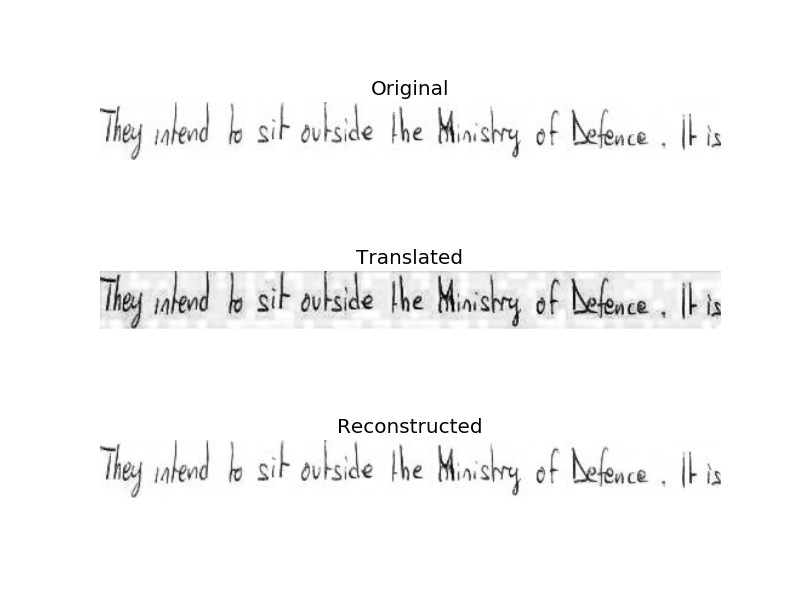 Original
They intend to sit outside the Ministry of Defence. It is
Translated
They intend to sit outside the Ministry of Defence. It is
Reconstructed
They intend to sit outside the Ministry of Defence. It is